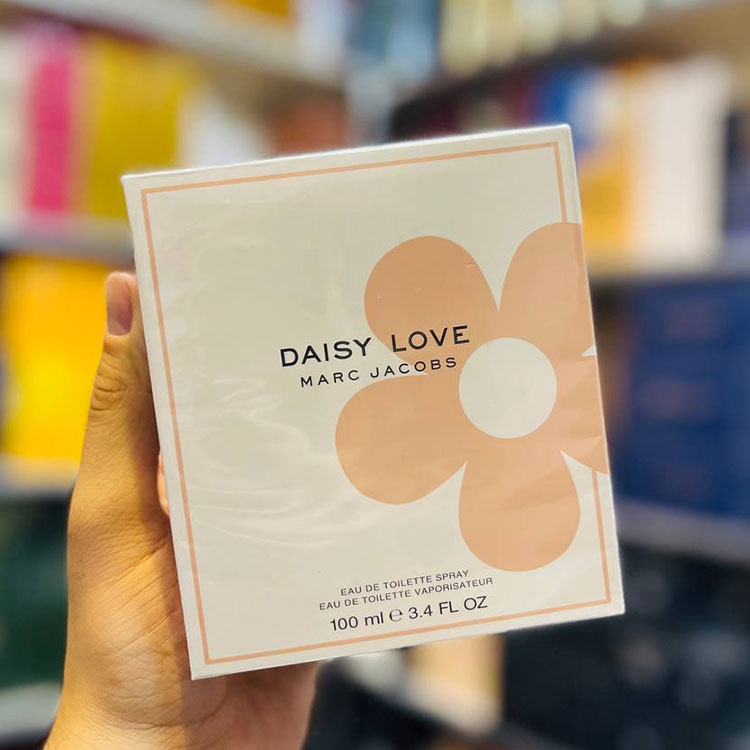 DAISY LOVE
MARC JACOBS
EAU DE TOILETTE SPRAY
EAU DE TOILETTE VAPORISATEUR
100 ml ℮ 3.4 FL OZ